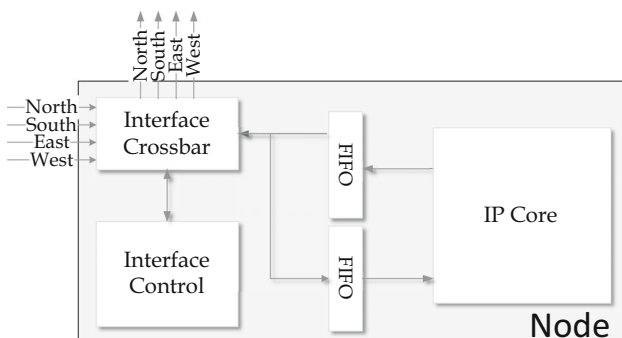 North
South
East
West
North
South
East
West
Interface
Crossbar
FIFO
IP Core
Interface
Control
FIFO
Node